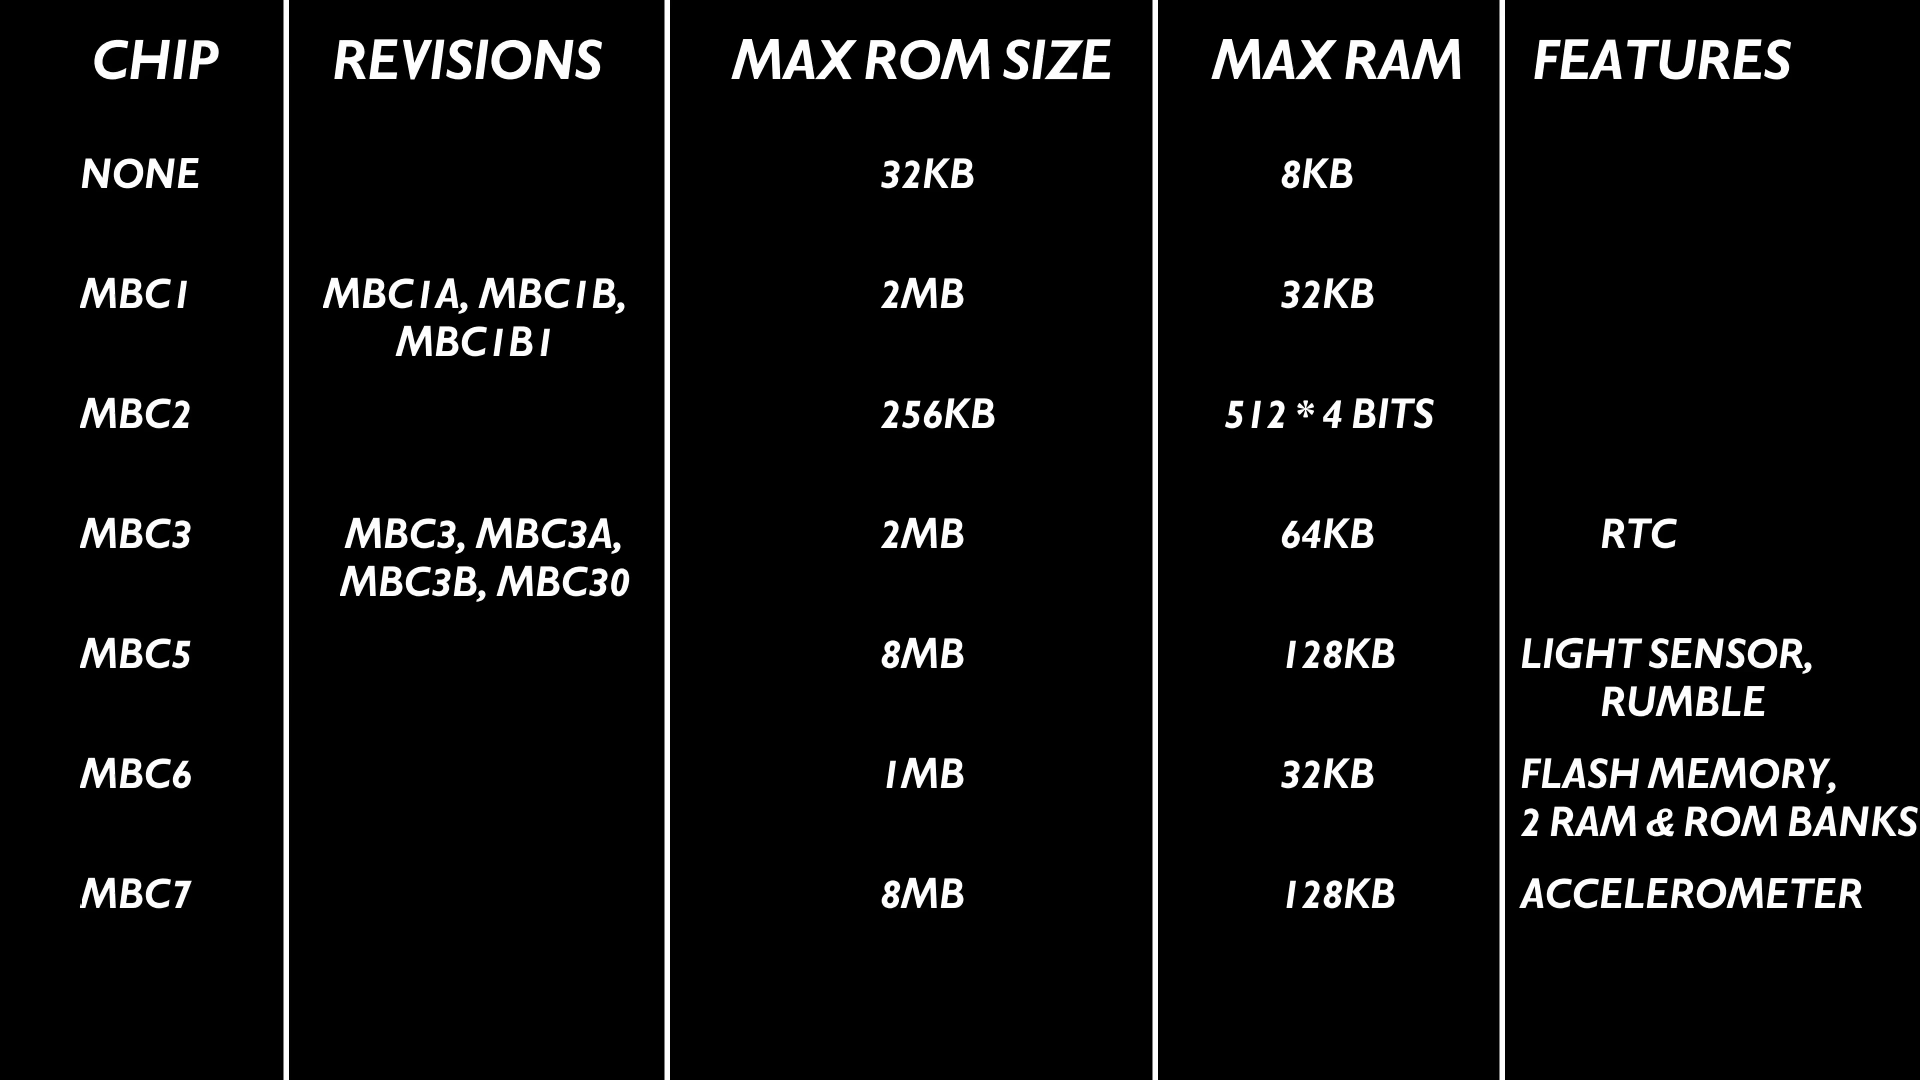 CHIP REVISIONS MAX ROM SIZE MAX RAM FEATURES
NONE 32KB 8KB
MBC1 MBC1A, MBC1B, 2MB 32KB
MBC1B1
MBC2 256KB 512 * 4 BITS
MBC3 MBC3, MBC3A, 2MB 64KB RTC
MBC3B, MBC30
MBC5 8MB 128KB LIGHT SENSOR,
RUMBLE
MBC6 1MB 32KB FLASH MEMORY,
2 RAM & ROM BANKS
MBC7 8MB 128KB ACCELEROMETER